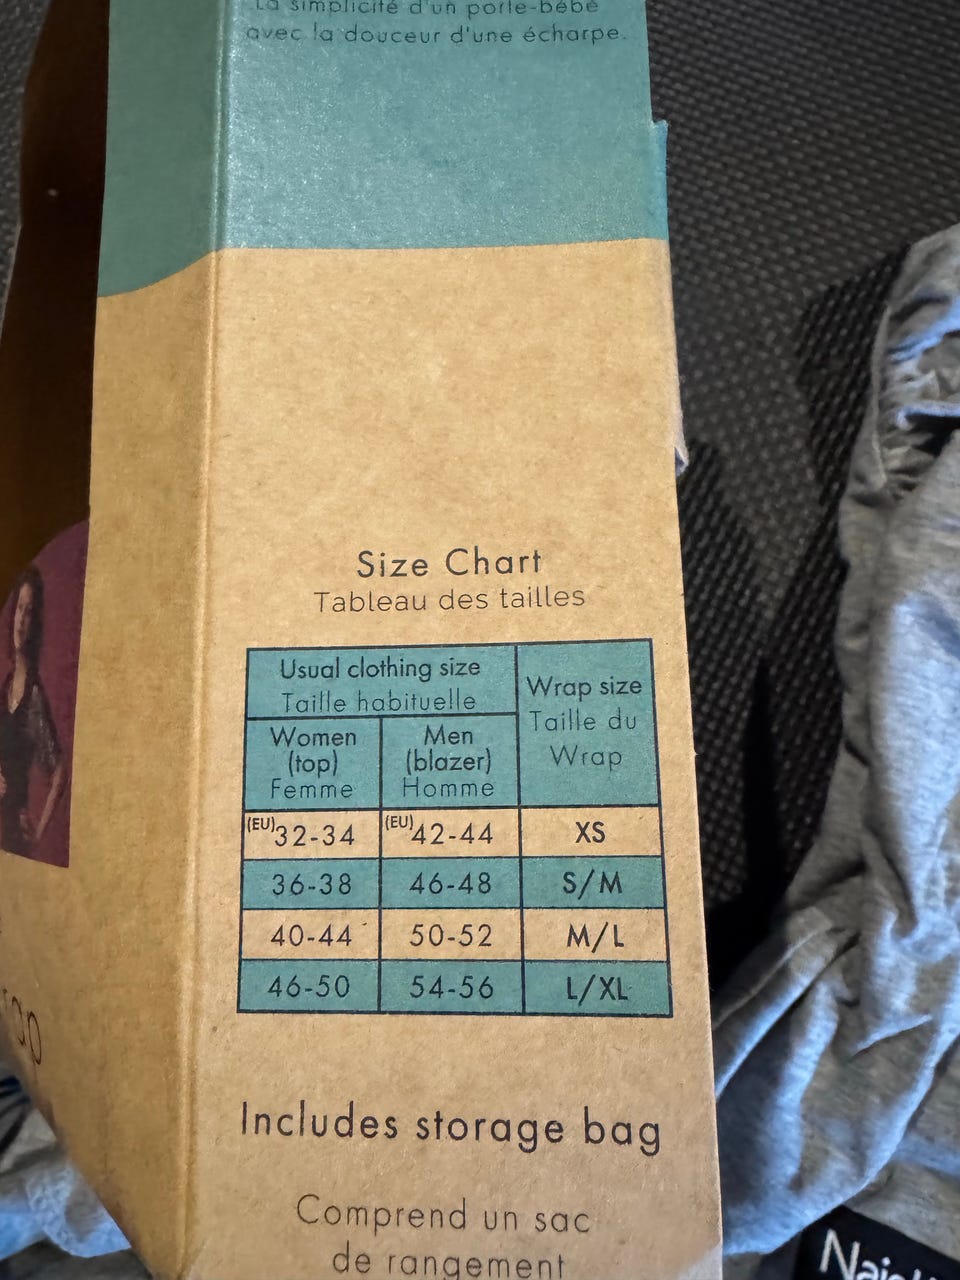 La simplicité d'un porte-bébé
avec la douceur d'une écharpe.
Size Chart
Tableau des tailles
Usual clothing size
Taille habituelle
Wrap size
Taille du
Wrap
Women
(top)
Femme
Men
(blazer)
Homme
(EU)32-34 (EU)42-44 XS
36-38 46-48 S/M
40-44 50-52 M/L
46-50 54-56 L/XL
Includes storage bag
Comprend un sac
de rangement